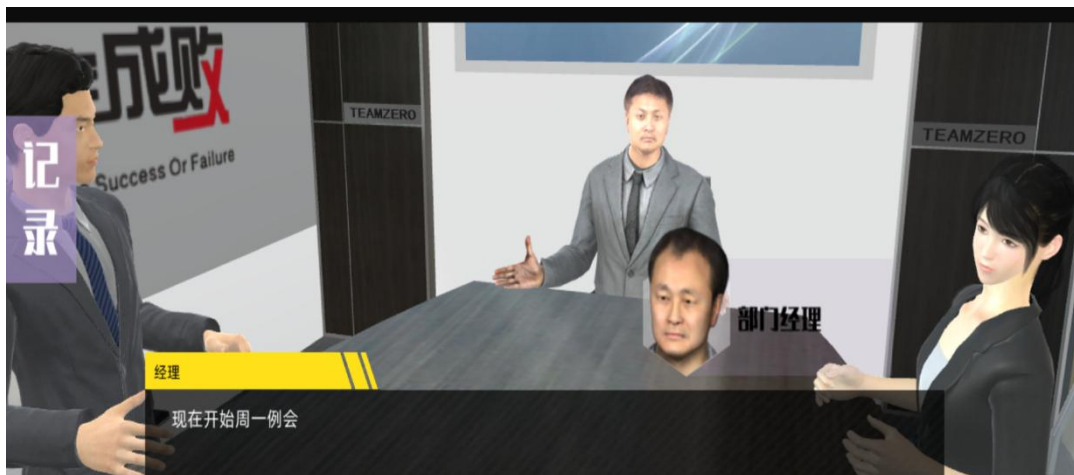 成败
Success Or Failure
TEAMZERO
TEAMZERO
记
录
部门经理
经理
现在开始周一例会